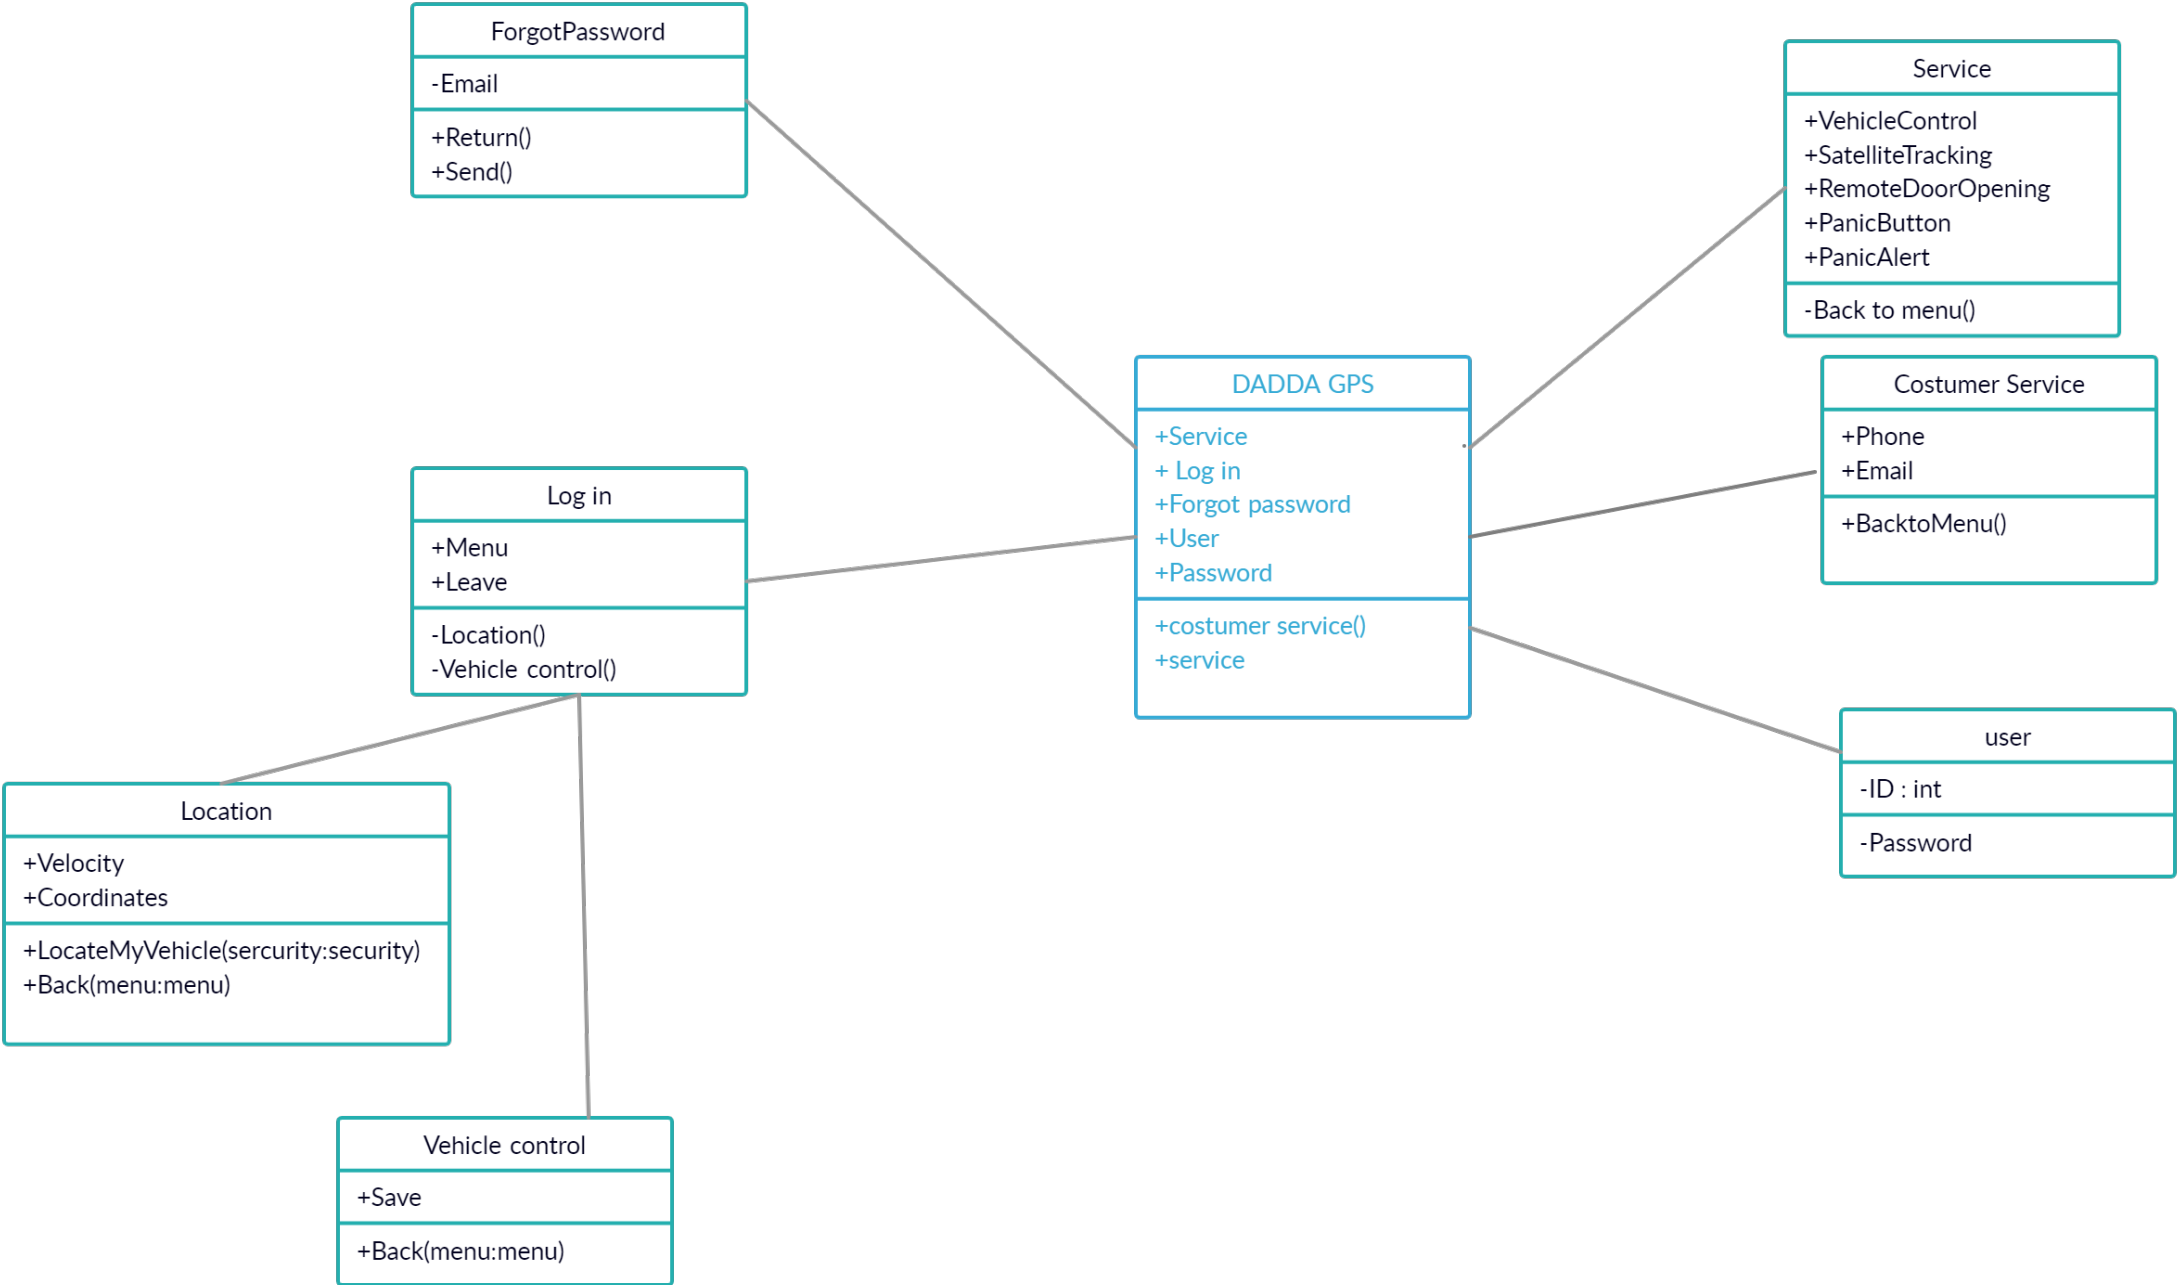 ForgotPassword
-Email
+Return()
+Send()
Service
+VehicleControl
+SatelliteTracking
+RemoteDoorOpening
+PanicButton
+PanicAlert
-Back to menu()
DADDA GPS
+Service
+ Log in
+Forgot password
+User
+Password
+costumer service()
+service
Costumer Service
+Phone
+Email
+BacktoMenu()
Log in
+Menu
+Leave
-Location()
-Vehicle control()
user
-ID : int
-Password
Location
+Velocity
+Coordinates
+LocateMyVehicle(sercurity:security)
+Back(menu:menu)
Vehicle control
+Save
+Back(menu:menu)